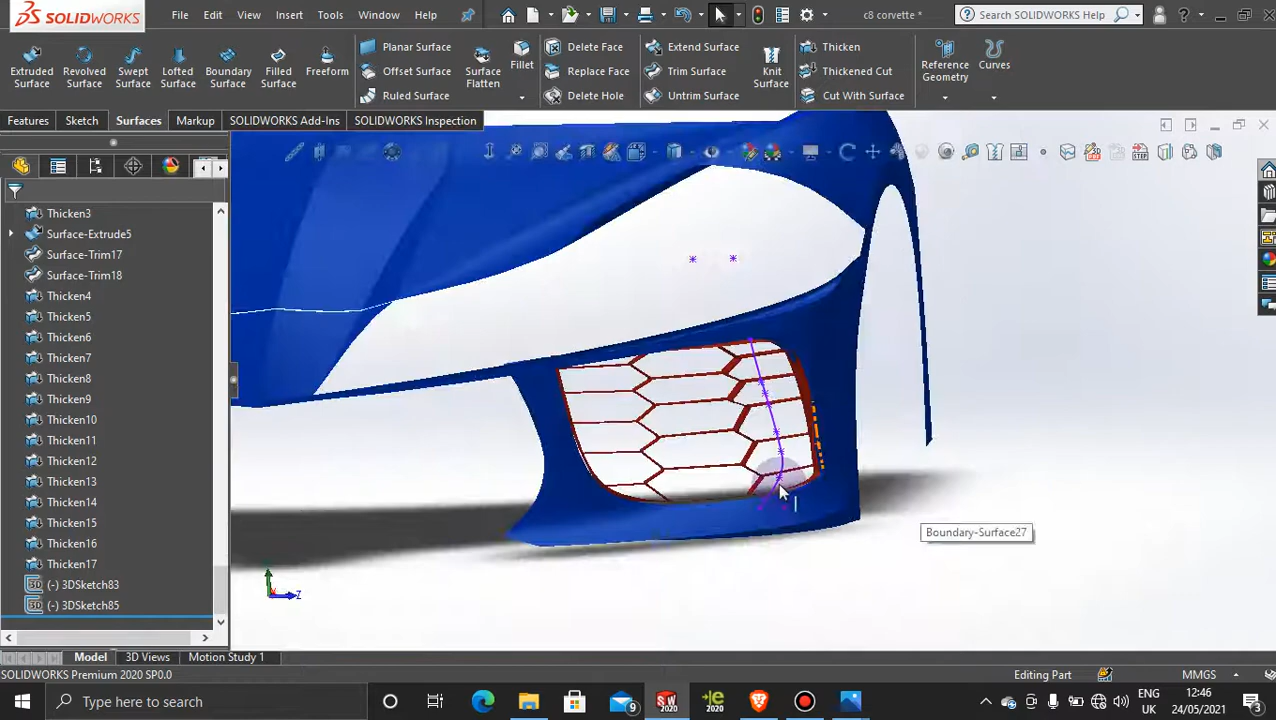 SOLIDWORKS
File Edit View Insert Tools Window Help
c8 corvette *
Search SOLIDWORKS Help
Extruded Surface
Revolved Surface
Swept Surface
Lofted Surface
Boundary Surface
Filled Surface
Freeform
Planar Surface
Offset Surface
Ruled Surface
Surface Flatten
Fillet
Delete Face
Replace Face
Delete Hole
Extend Surface
Trim Surface
Untrim Surface
Knit Surface
Thicken
Thickened Cut
Cut With Surface
Reference Geometry
Curves
Features Sketch Surfaces Markup SOLIDWORKS Add-Ins SOLIDWORKS Inspection
Thicken3
Surface-Extrude5
Surface-Trim17
Surface-Trim18
Thicken4
Thicken5
Thicken6
Thicken7
Thicken8
Thicken9
Thicken10
Thicken11
Thicken12
Thicken13
Thicken14
Thicken15
Thicken16
Thicken17
(-) 3DSketch83
(-) 3DSketch85
Boundary-Surface27
Z
Model 3D Views Motion Study 1
SOLIDWORKS Premium 2020 SP0.0
Editing Part
MMGS
Type here to search
9
SW 2020
e 2020
ENG
UK
12:46
24/05/2021
3